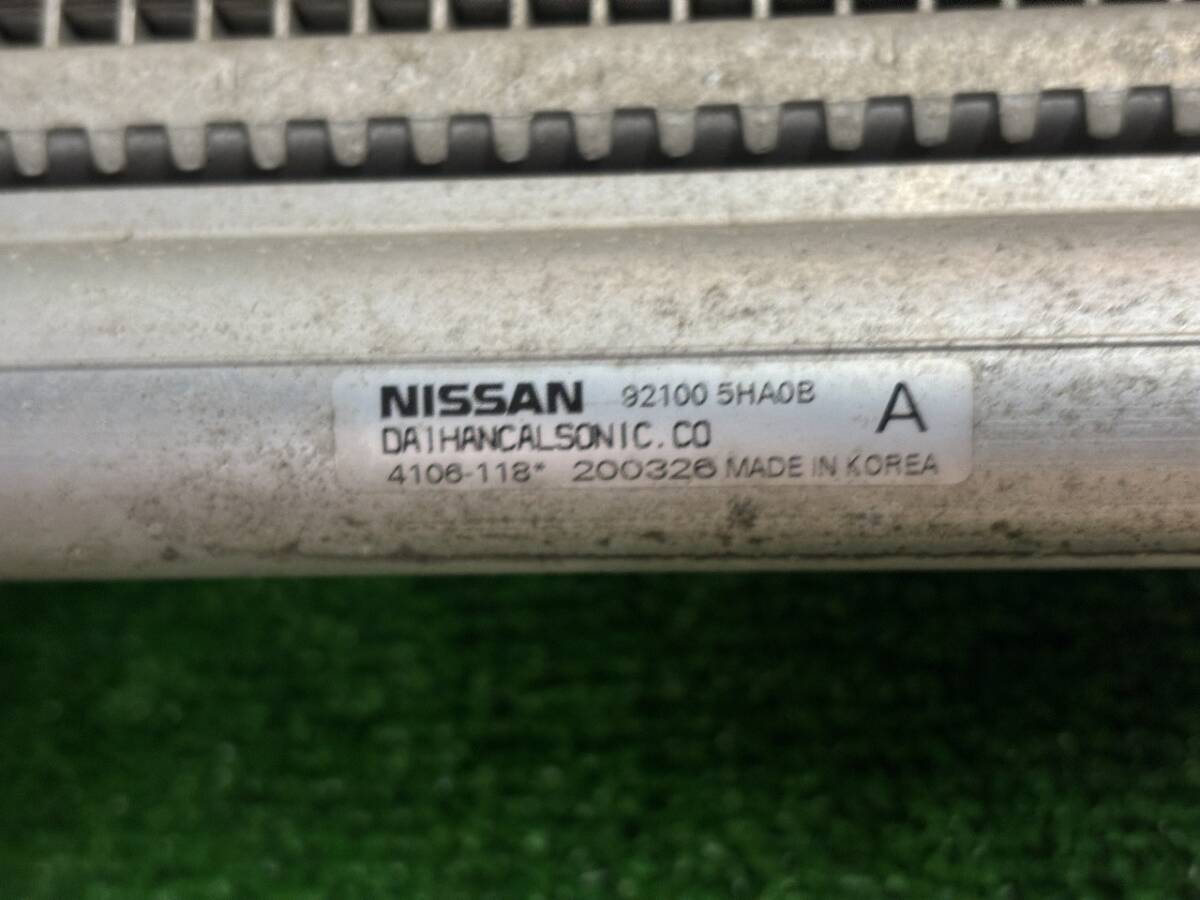 NISSAN 92100 5HA0B A
DAIHANCALSONIC.CO
4106-118* 200326 MADE IN KOREA